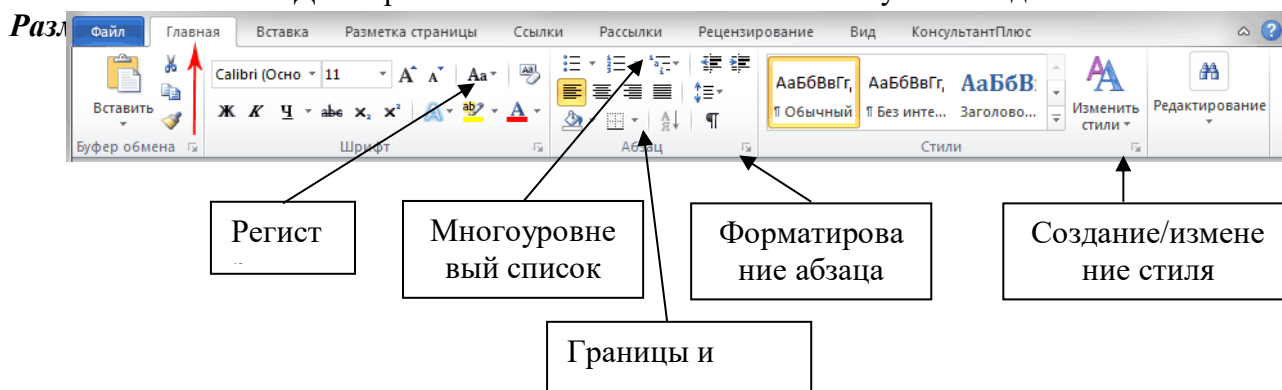 Разм
Файл Главная Вставка Разметка страницы Ссылки Рассылки Рецензирование Вид КонсультантПлюс
Calibri (Осно 11 Aa
Вставить
Ж К Ч abc x₂ x² ab A
АаБбВвГг, АаБбВвГг, АаБбВ
¶ Обычный ¶ Без инте... Заголово...
Изменить
стили
Редактирование
Буфер обмена Шрифт Абзац Стили
Регист
Многоуровне
вый список
Форматирова
ние абзаца
Создание/измене
ние стиля
Границы и